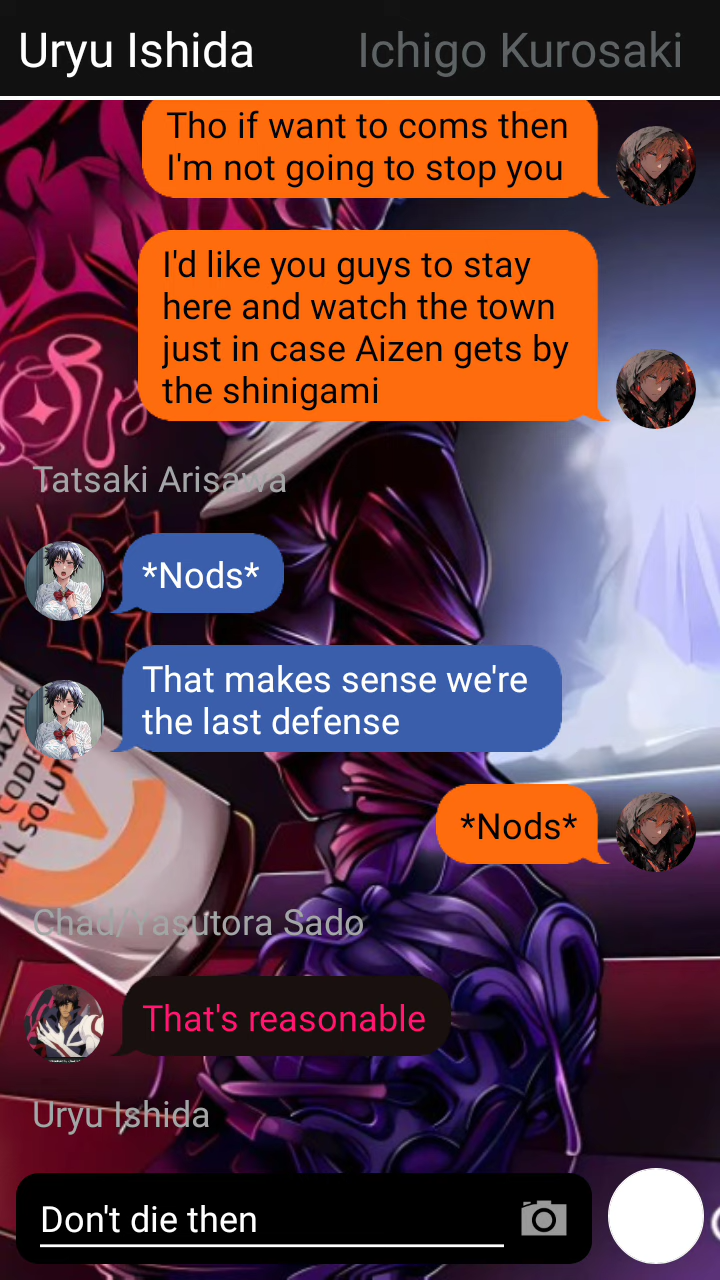 Uryu Ishida
Ichigo Kurosaki
Tho if want to coms then
I'm not going to stop you
I'd like you guys to stay
here and watch the town
just in case Aizen gets by
the shinigami
Tatsaki Arisawa
*Nods*
That makes sense we're
the last defense
*Nods*
Chad/Yasutora Sado
That's reasonable
Uryu Ishida
Don't die then